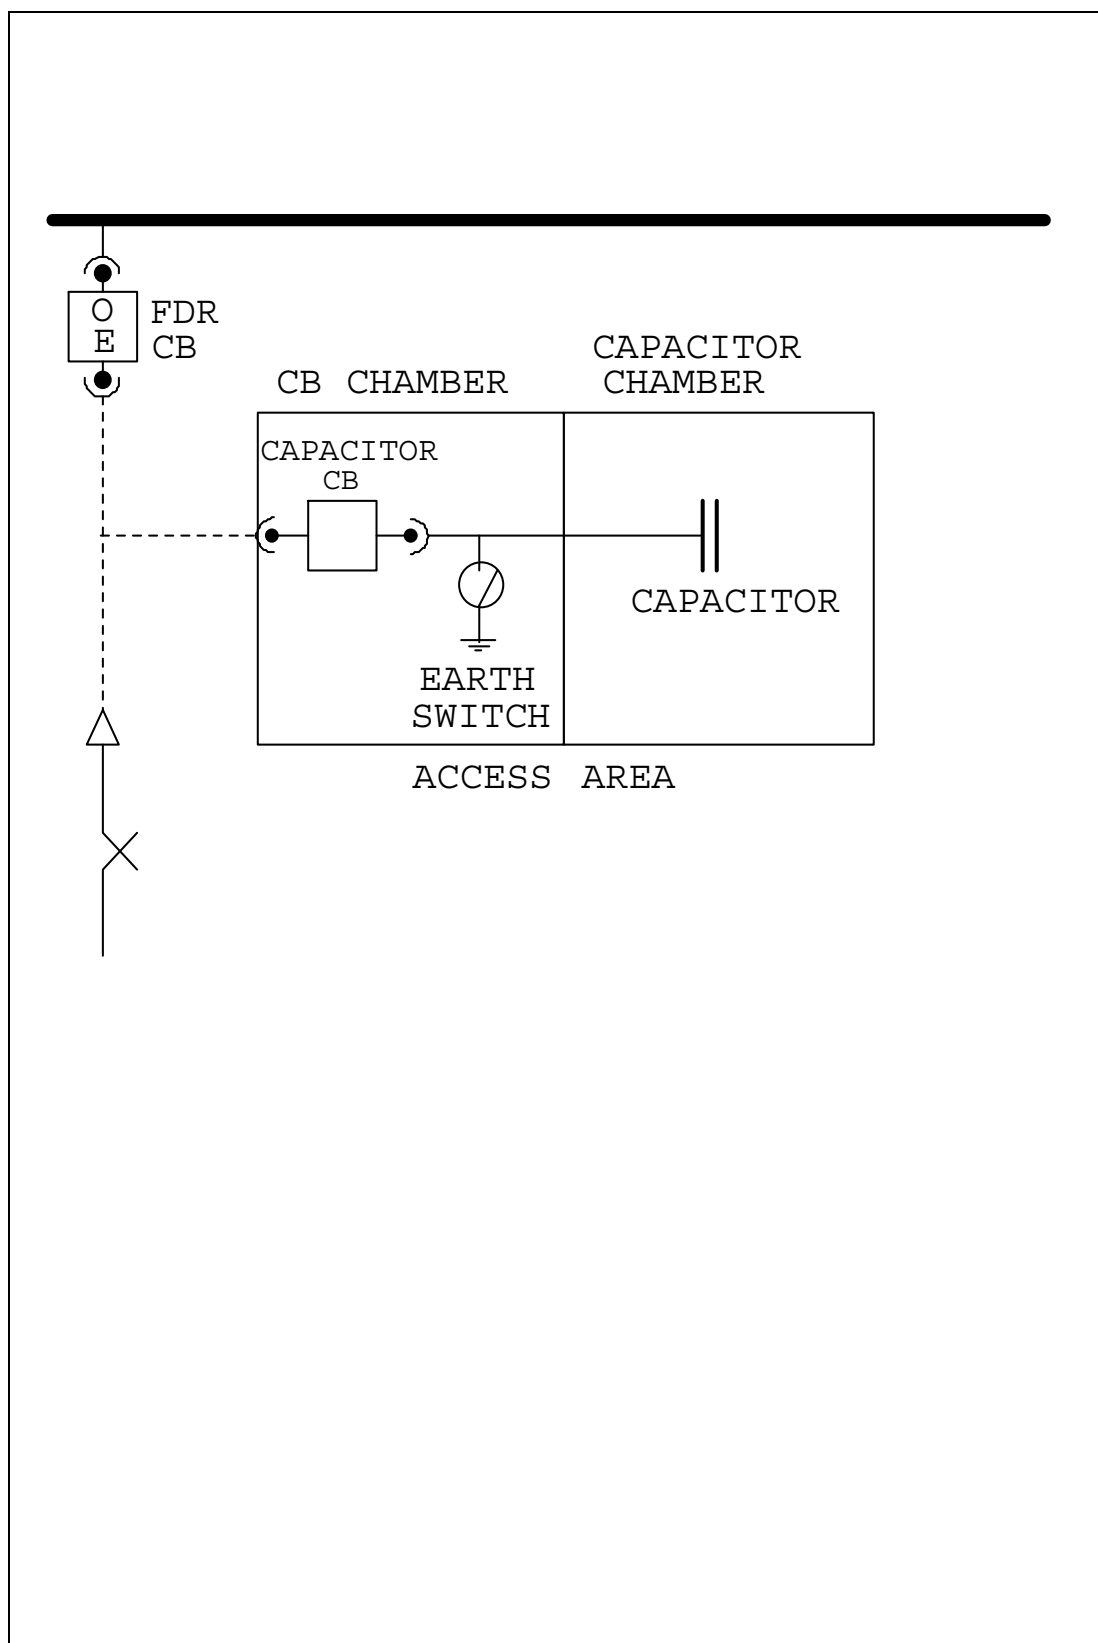 O
E
FDR
CB
CB CHAMBER
CAPACITOR
CHAMBER
CAPACITOR
CB
CAPACITOR
EARTH
SWITCH
ACCESS AREA